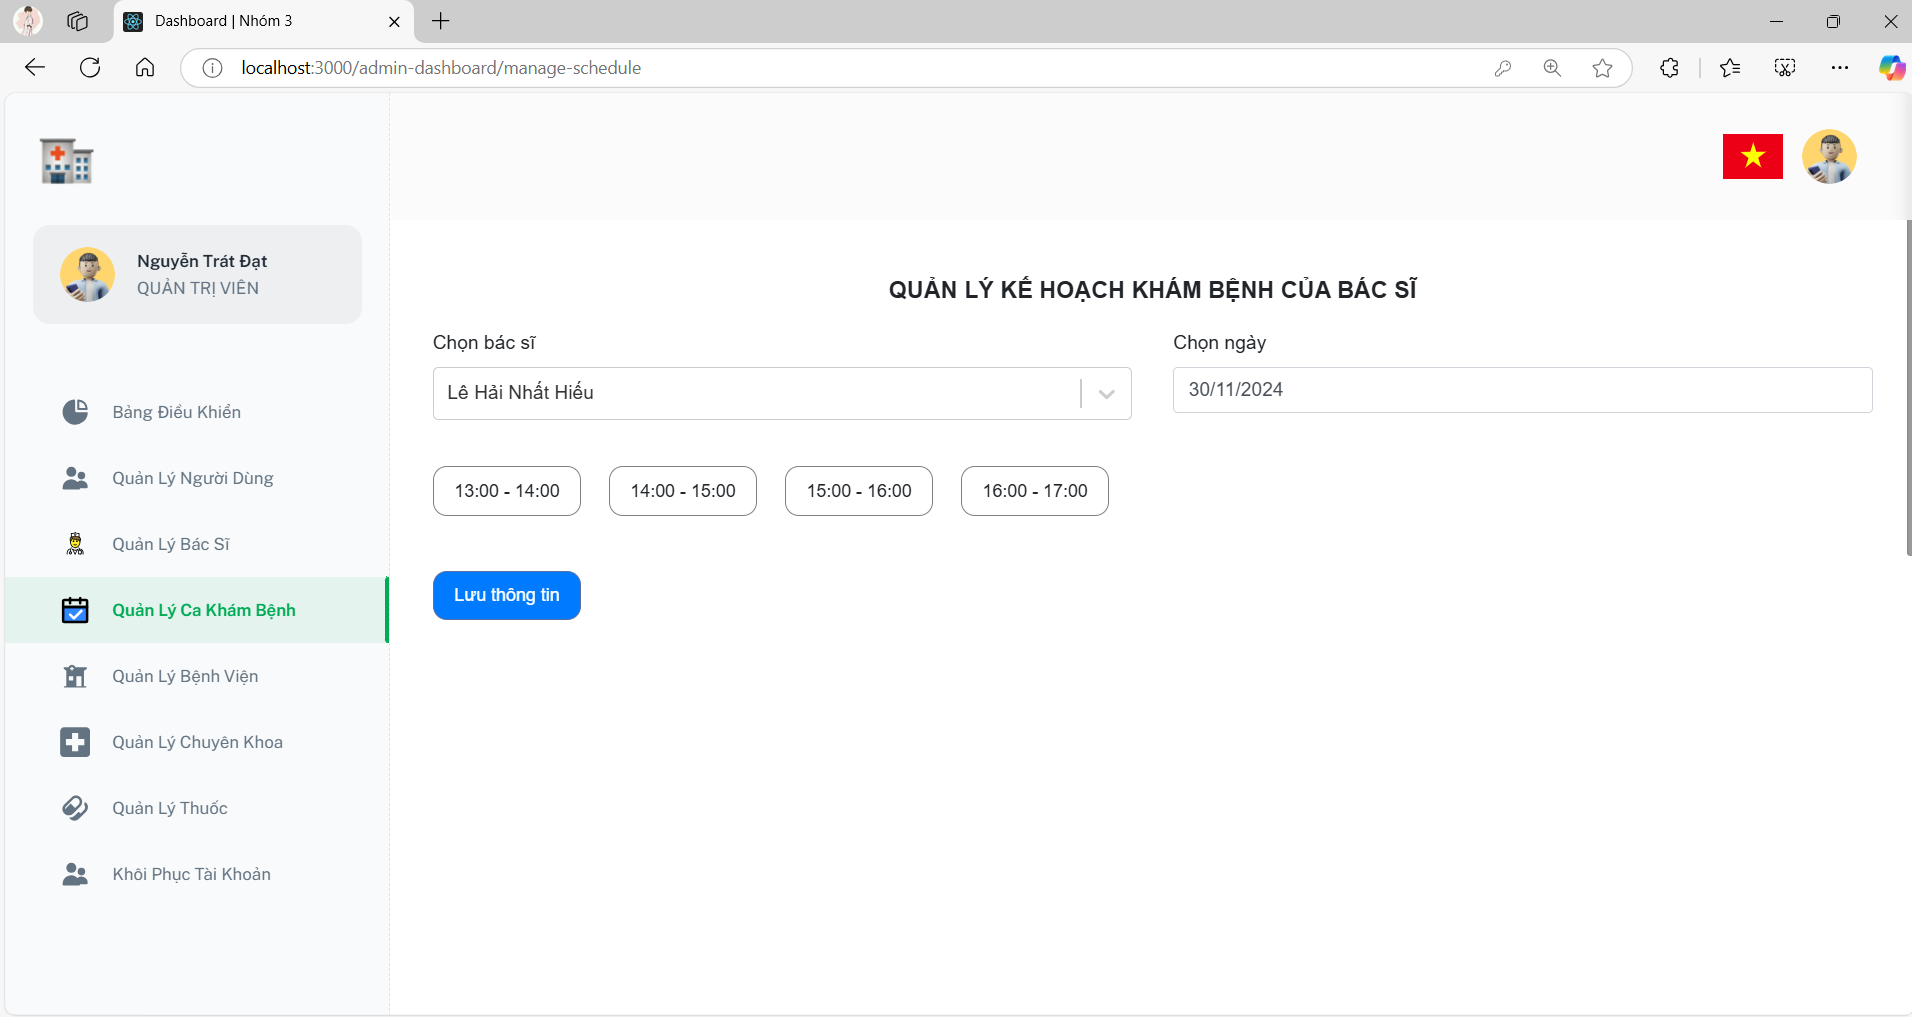 Dashboard | Nhóm 3
localhost:3000/admin-dashboard/manage-schedule
Nguyễn Trát Đạt
QUẢN TRỊ VIÊN
Bảng Điều Khiển
Quản Lý Người Dùng
Quản Lý Bác Sĩ
Quản Lý Ca Khám Bệnh
Quản Lý Bệnh Viện
Quản Lý Chuyên Khoa
Quản Lý Thuốc
Khôi Phục Tài Khoản
QUẢN LÝ KẾ HOẠCH KHÁM BỆNH CỦA BÁC SĨ
Chọn bác sĩ
Lê Hải Nhất Hiếu
Chọn ngày
30/11/2024
13:00 - 14:00
14:00 - 15:00
15:00 - 16:00
16:00 - 17:00
Lưu thông tin